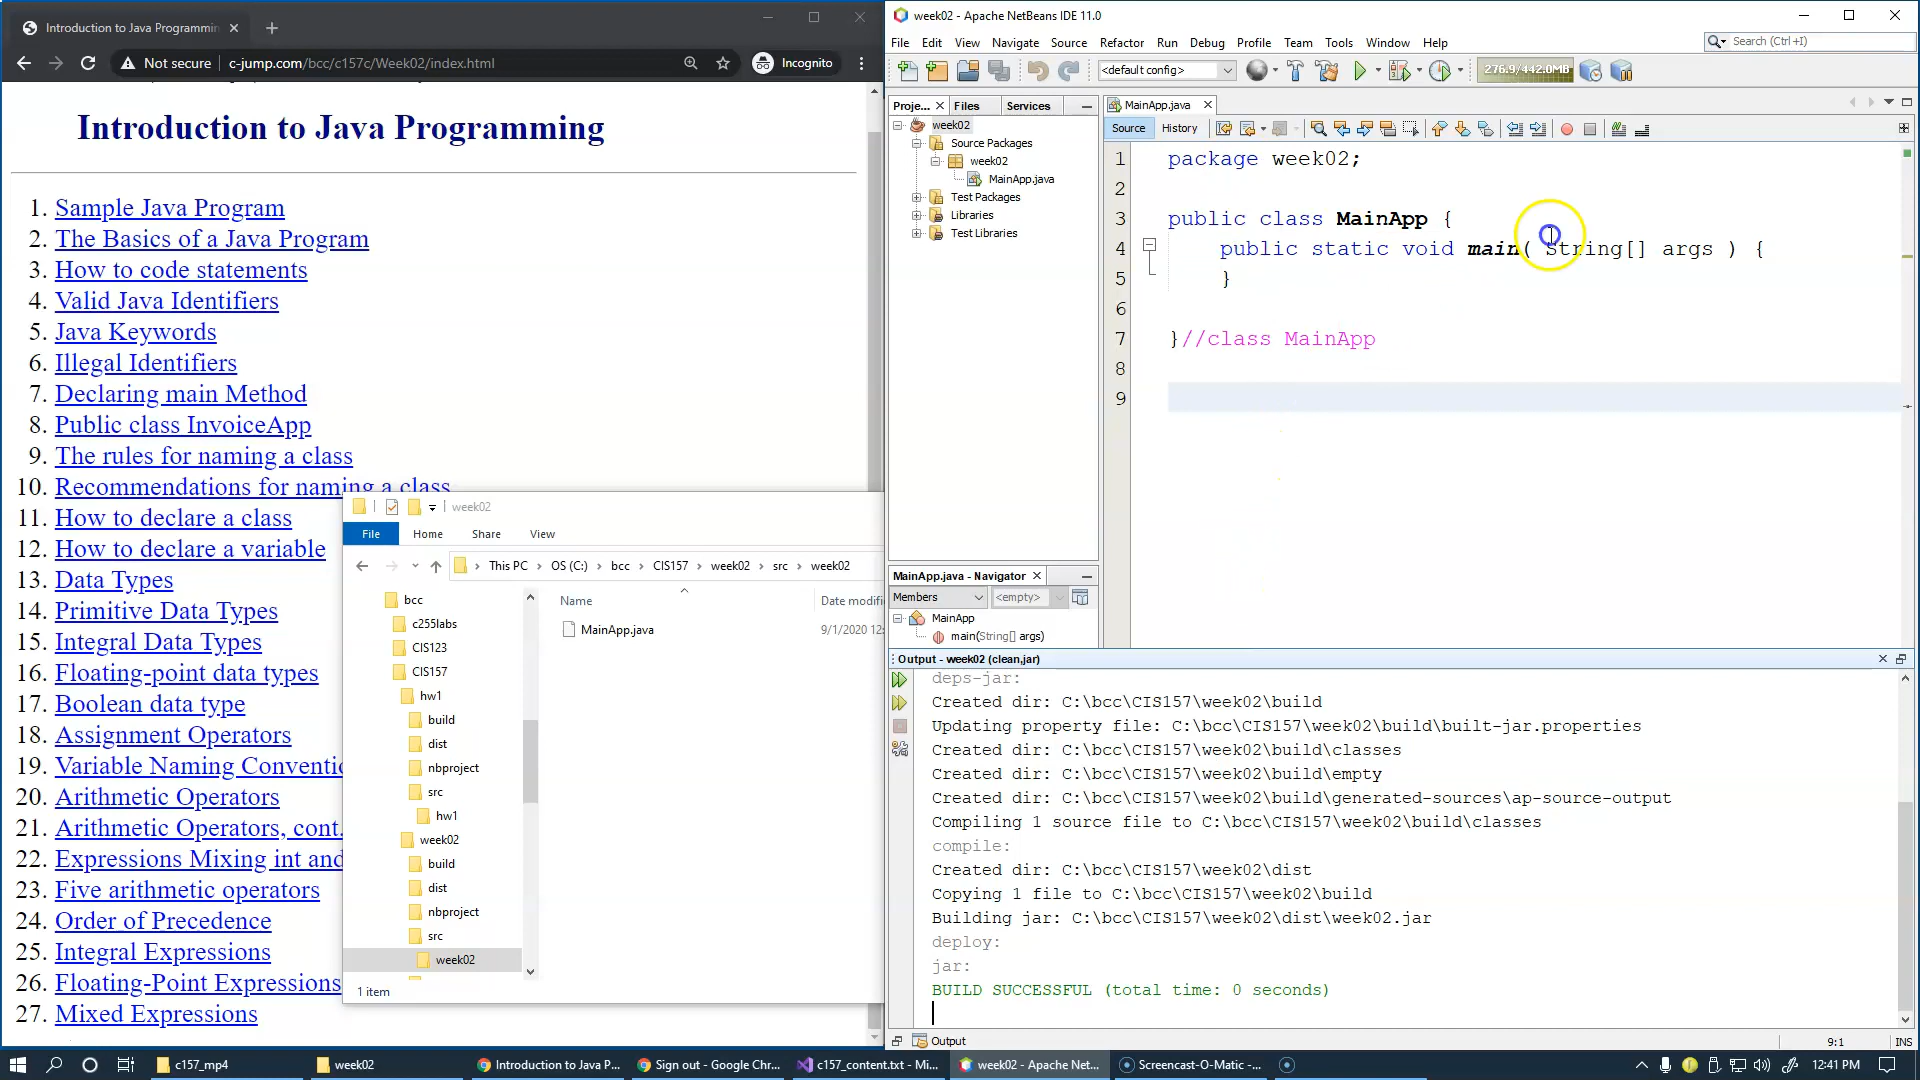 Introduction to Java Programmin
Not secure
c-jump.com/bcc/c157c/Week02/index.html
Incognito
Introduction to Java Programming
1. Sample Java Program
2. The Basics of a Java Program
3. How to code statements
4. Valid Java Identifiers
5. Java Keywords
6. Illegal Identifiers
7. Declaring main Method
8. Public class InvoiceApp
9. The rules for naming a class
10. Recommendations for naming a class
11. How to declare a class
12. How to declare a variable
13. Data Types
14. Primitive Data Types
15. Integral Data Types
16. Floating-point data types
17. Boolean data type
18. Assignment Operators
19. Variable Naming Conventio
20. Arithmetic Operators
21. Arithmetic Operators, cont.
22. Expressions Mixing int and
23. Five arithmetic operators
24. Order of Precedence
25. Integral Expressions
26. Floating-Point Expressions
27. Mixed Expressions
week02
File Home Share View
This PC › OS (C:) › bcc › CIS157 › week02 › src › week02
bcc
c255labs
CIS123
CIS157
hw1
build
dist
nbproject
src
hw1
week02
build
dist
nbproject
src
week02
Name
Date modifi
MainApp.java
9/1/2020 12:
1 item
week02 - Apache NetBeans IDE 11.0
File Edit View Navigate Source Refactor Run Debug Profile Team Tools Window Help
Search (Ctrl+I)
<default config>
276.9/442.0MB
Proje...
Files
Services
week02
Source Packages
week02
MainApp.java
Test Packages
Libraries
Test Libraries
MainApp.java - Navigator
Members
<empty>
MainApp
main(String[] args)
MainApp.java
Source
History
1 package week02;
2
3 public class MainApp {
4 public static void main( String[] args ) {
5 }
6
7 }//class MainApp
8
9
Output - week02 (clean,jar)
deps-jar:
Created dir: C:\bcc\CIS157\week02\build
Updating property file: C:\bcc\CIS157\week02\build\built-jar.properties
Created dir: C:\bcc\CIS157\week02\build\classes
Created dir: C:\bcc\CIS157\week02\build\empty
Created dir: C:\bcc\CIS157\week02\build\generated-sources\ap-source-output
Compiling 1 source file to C:\bcc\CIS157\week02\build\classes
compile:
Created dir: C:\bcc\CIS157\week02\dist
Copying 1 file to C:\bcc\CIS157\week02\build
Building jar: C:\bcc\CIS157\week02\dist\week02.jar
deploy:
jar:
BUILD SUCCESSFUL (total time: 0 seconds)
Output
9:1
INS
c157_mp4
week02
Introduction to Java P...
Sign out - Google Chr...
c157_content.txt - Mi...
week02 - Apache Net...
Screencast-O-Matic -...
12:41 PM